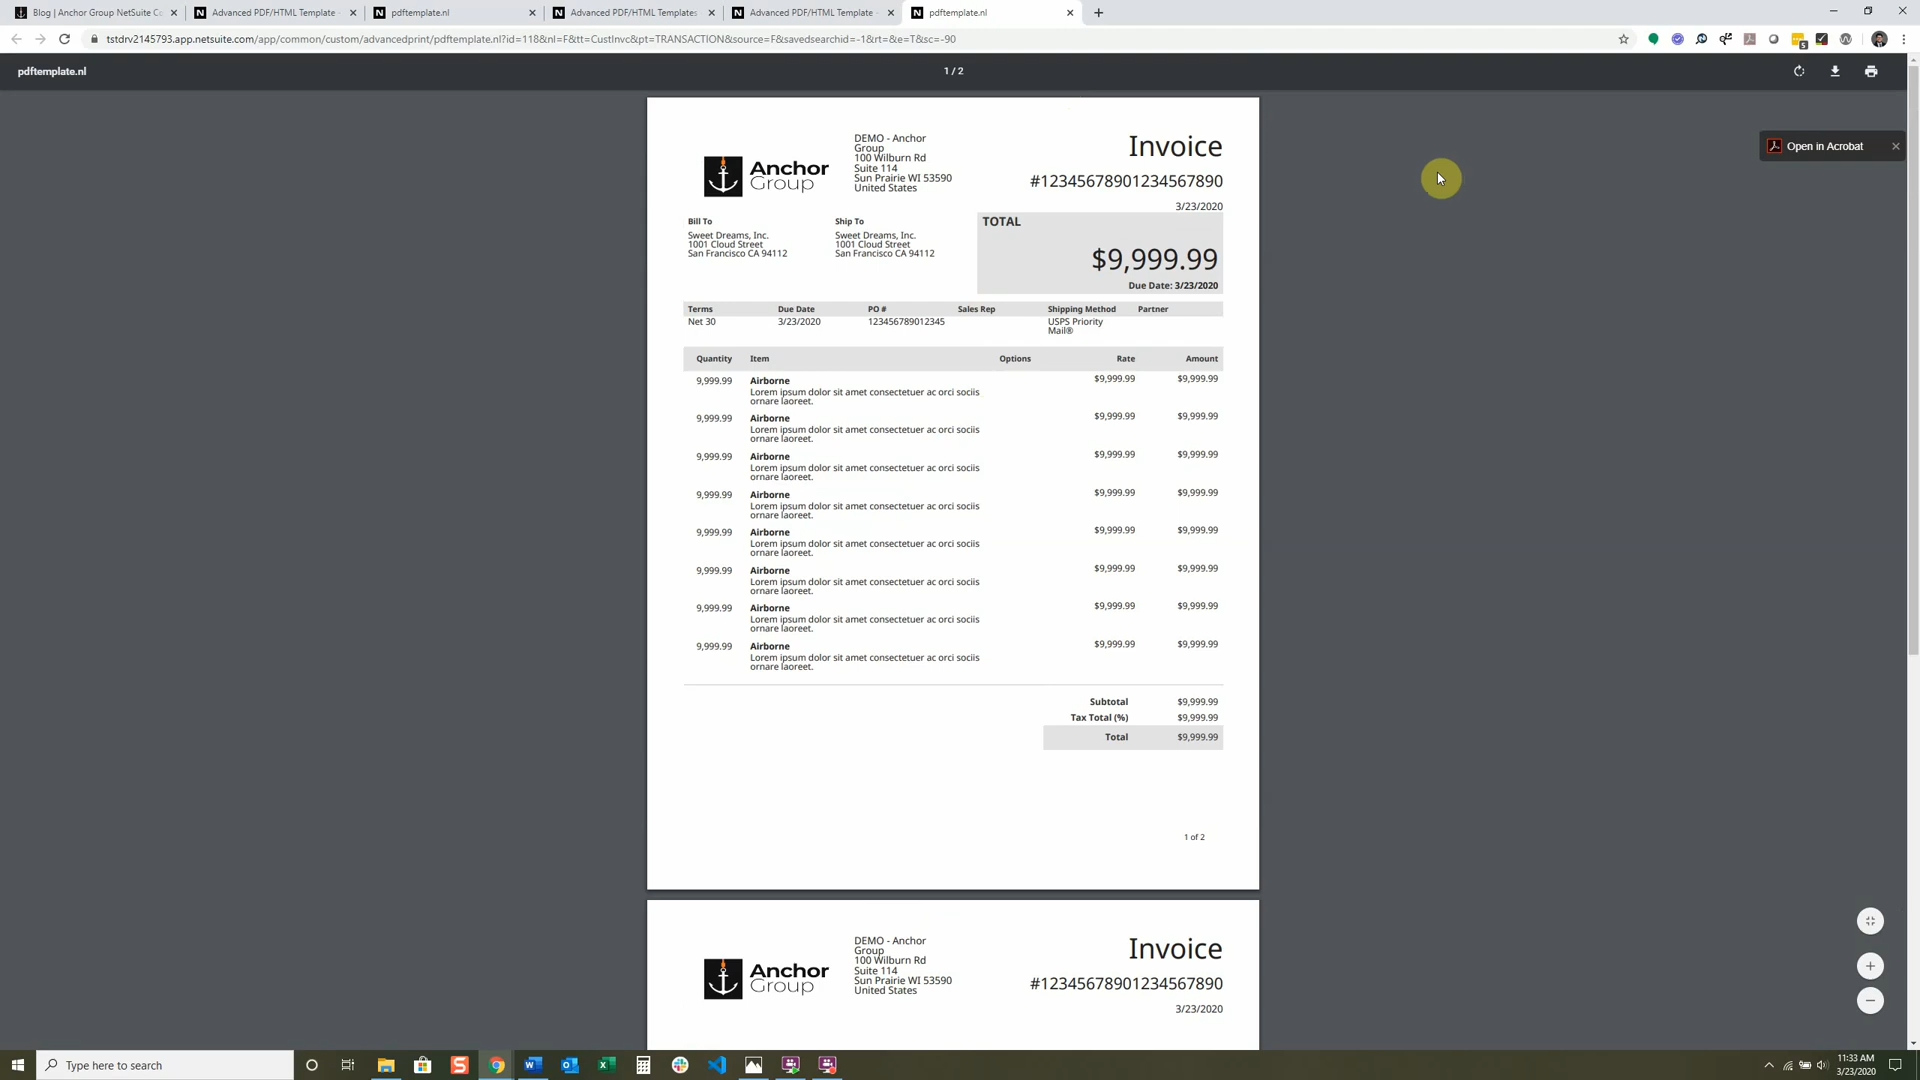 Blog | Anchor Group NetSuite Co
Advanced PDF/HTML Template -
pdftemplate.nl
Advanced PDF/HTML Templates
Advanced PDF/HTML Template -
pdftemplate.nl
tstdrv2145793.app.netsuite.com/app/common/custom/advancedprint/pdftemplate.nl?id=118&nl=F&tt=CustInvc&pt=TRANSACTION&source=F&savedsearchid=-1&rt=&e=T&sc=-90
pdftemplate.nl
1 / 2
Open in Acrobat
Anchor
Group
DEMO - Anchor
Group
100 Wilburn Rd
Suite 114
Sun Prairie WI 53590
United States
Invoice
#12345678901234567890
3/23/2020
Bill To
Sweet Dreams, Inc.
1001 Cloud Street
San Francisco CA 94112
Ship To
Sweet Dreams, Inc.
1001 Cloud Street
San Francisco CA 94112
TOTAL
$9,999.99
Due Date: 3/23/2020
Terms Due Date PO # Sales Rep Shipping Method Partner
Net 30 3/23/2020 123456789012345 USPS Priority
Mail®
Quantity Item Options Rate Amount
9,999.99 Airborne $9,999.99 $9,999.99
Lorem ipsum dolor sit amet consectetuer ac orci sociis
ornare laoreet.
9,999.99 Airborne $9,999.99 $9,999.99
Lorem ipsum dolor sit amet consectetuer ac orci sociis
ornare laoreet.
9,999.99 Airborne $9,999.99 $9,999.99
Lorem ipsum dolor sit amet consectetuer ac orci sociis
ornare laoreet.
9,999.99 Airborne $9,999.99 $9,999.99
Lorem ipsum dolor sit amet consectetuer ac orci sociis
ornare laoreet.
9,999.99 Airborne $9,999.99 $9,999.99
Lorem ipsum dolor sit amet consectetuer ac orci sociis
ornare laoreet.
9,999.99 Airborne $9,999.99 $9,999.99
Lorem ipsum dolor sit amet consectetuer ac orci sociis
ornare laoreet.
9,999.99 Airborne $9,999.99 $9,999.99
Lorem ipsum dolor sit amet consectetuer ac orci sociis
ornare laoreet.
9,999.99 Airborne $9,999.99 $9,999.99
Lorem ipsum dolor sit amet consectetuer ac orci sociis
ornare laoreet.
Subtotal $9,999.99
Tax Total (%) $9,999.99
Total $9,999.99
1 of 2
Anchor
Group
DEMO - Anchor
Group
100 Wilburn Rd
Suite 114
Sun Prairie WI 53590
United States
Invoice
#12345678901234567890
3/23/2020
Type here to search
11:33 AM
3/23/2020